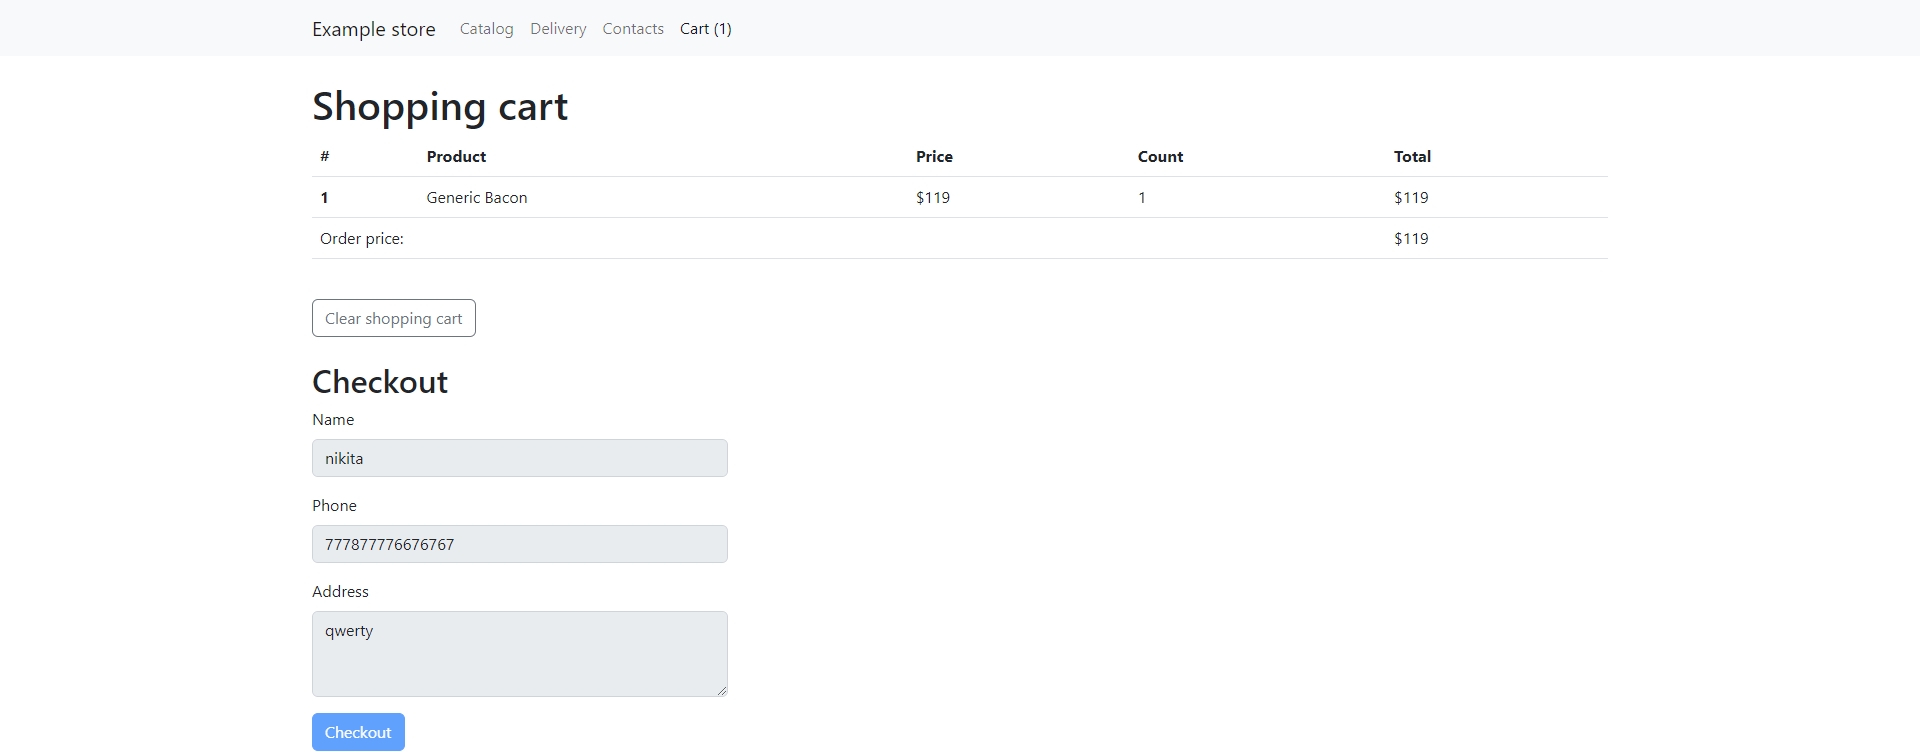 Example store Catalog Delivery Contacts Cart (1)
Shopping cart
# Product Price Count Total
1 Generic Bacon $119 1 $119
Order price: $119
Clear shopping cart
Checkout
Name
nikita
Phone
777877776676767
Address
qwerty
Checkout